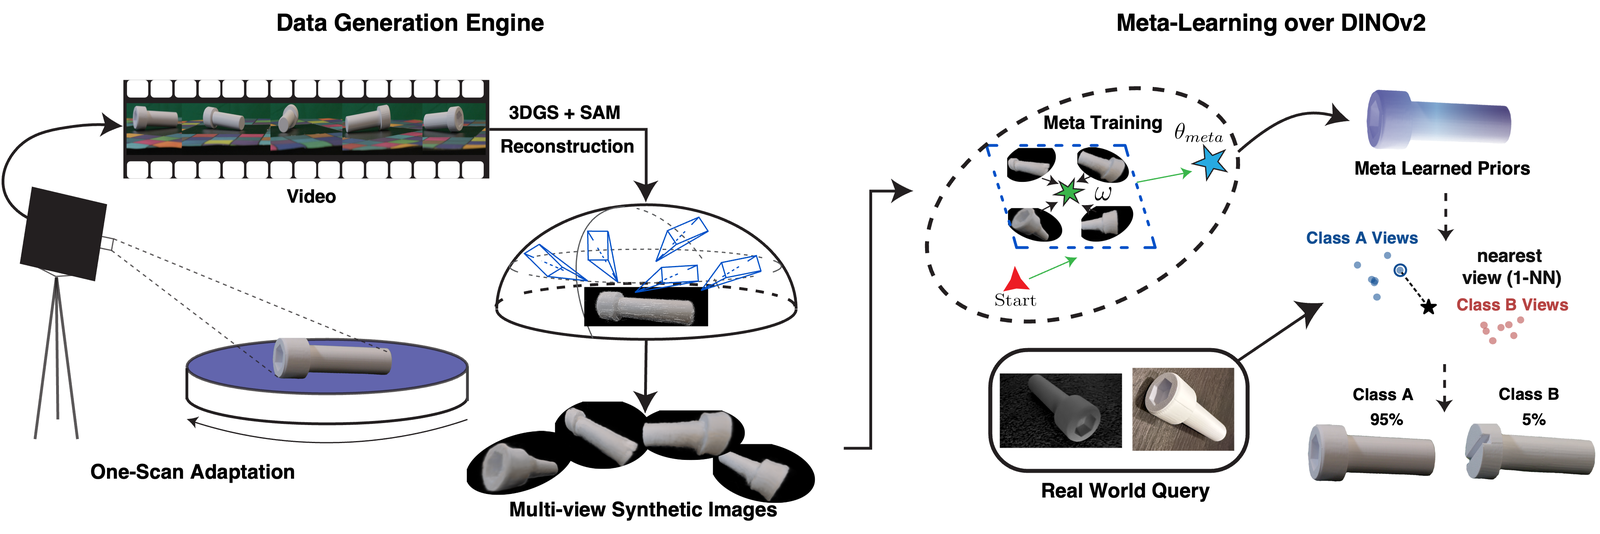 Data Generation Engine
Meta-Learning over DINOv2
3DGS + SAM
Reconstruction
Video
One-Scan Adaptation
Multi-view Synthetic Images
Meta Training
θmeta
ω
Start
Meta Learned Priors
Class A Views
nearest
view (1-NN)
Class B Views
Real World Query
Class A
95%
Class B
5%